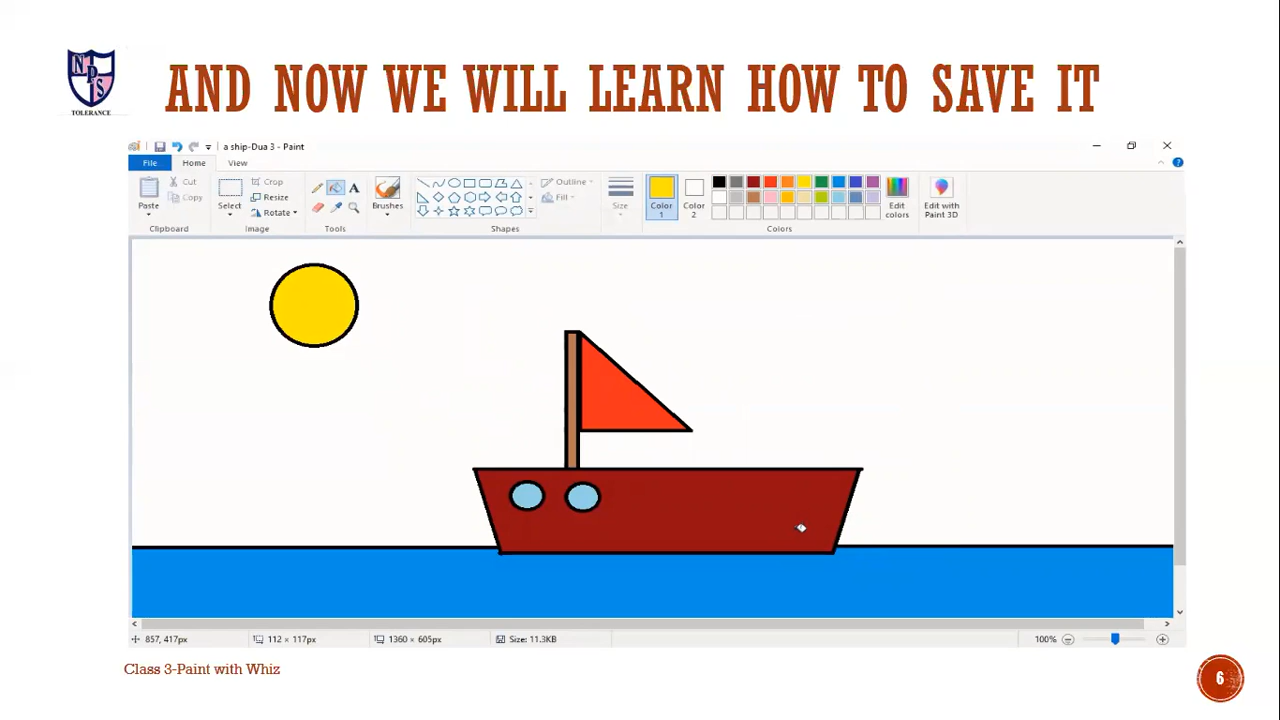 AND NOW WE WILL LEARN HOW TO SAVE IT
NPS
TOLERANCE
a ship-Dua 3 - Paint
File Home View
Paste
Cut
Copy
Clipboard
Select
Crop
Resize
Rotate
Image
A
Tools
Brushes
Shapes
Outline
Fill
Size
Color 1
Color 2
Edit colors
Edit with Paint 3D
Colors
857, 417px 112 × 117px 1360 × 605px Size: 11.3KB 100%
Class 3-Paint with Whiz
6